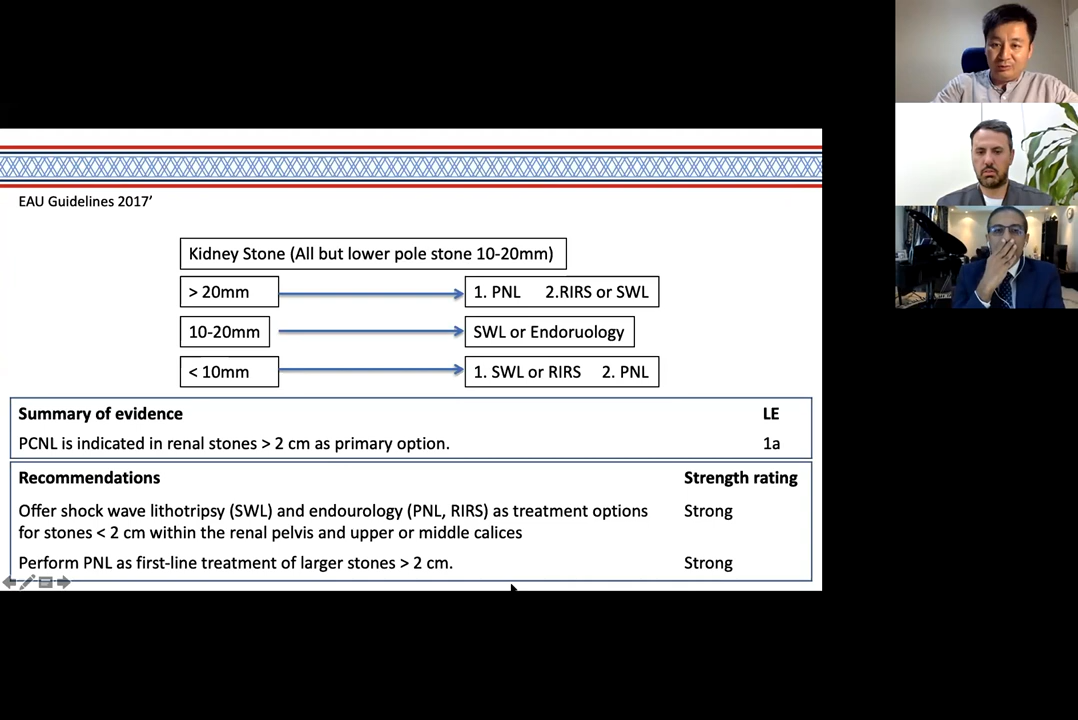 EAU Guidelines 2017’
Kidney Stone (All but lower pole stone 10-20mm)
> 20mm
1. PNL 2.RIRS or SWL
10-20mm
SWL or Endoruology
< 10mm
1. SWL or RIRS 2. PNL
Summary of evidence LE
PCNL is indicated in renal stones > 2 cm as primary option. 1a
Recommendations Strength rating
Offer shock wave lithotripsy (SWL) and endourology (PNL, RIRS) as treatment options Strong
for stones < 2 cm within the renal pelvis and upper or middle calices
Perform PNL as first-line treatment of larger stones > 2 cm. Strong